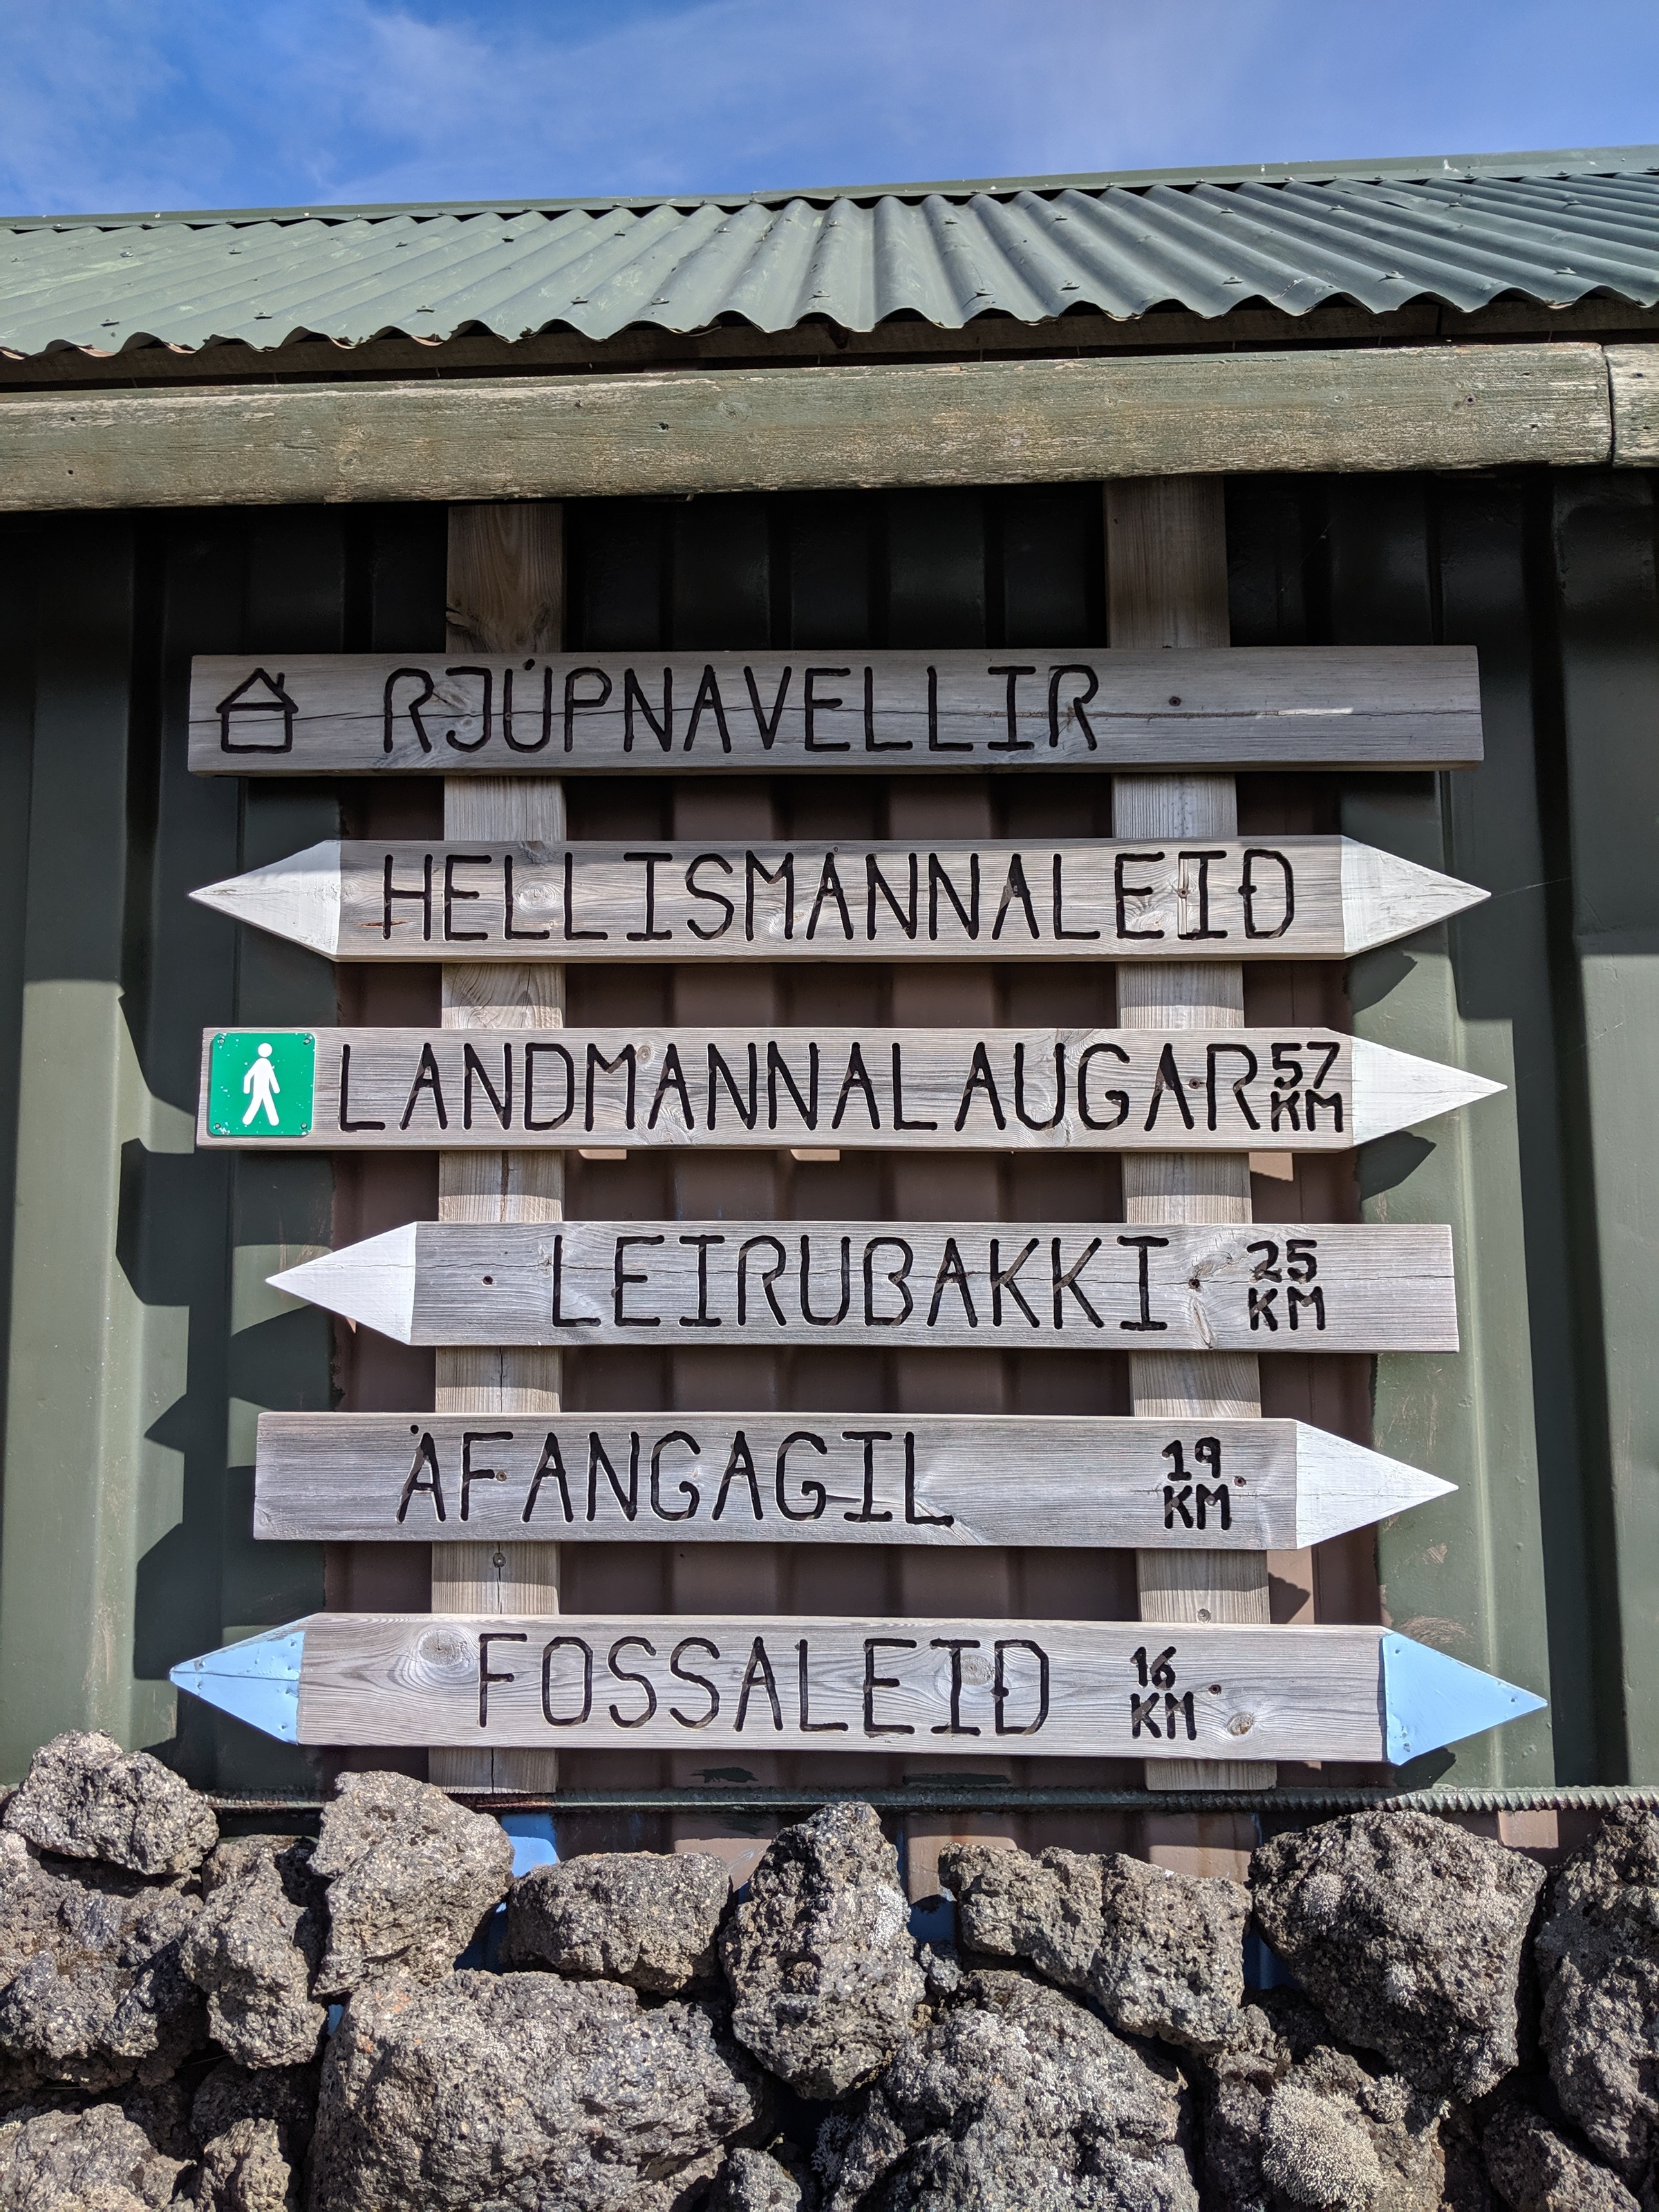 RJÚPNAVELLIR
HELLISMANNALEIÐ
LANDMANNALAUGAR 57 KM
LEIRUBAKKI 25 KM
ÁFANGAGIL 19 KM
FOSSALEIÐ 16 KM